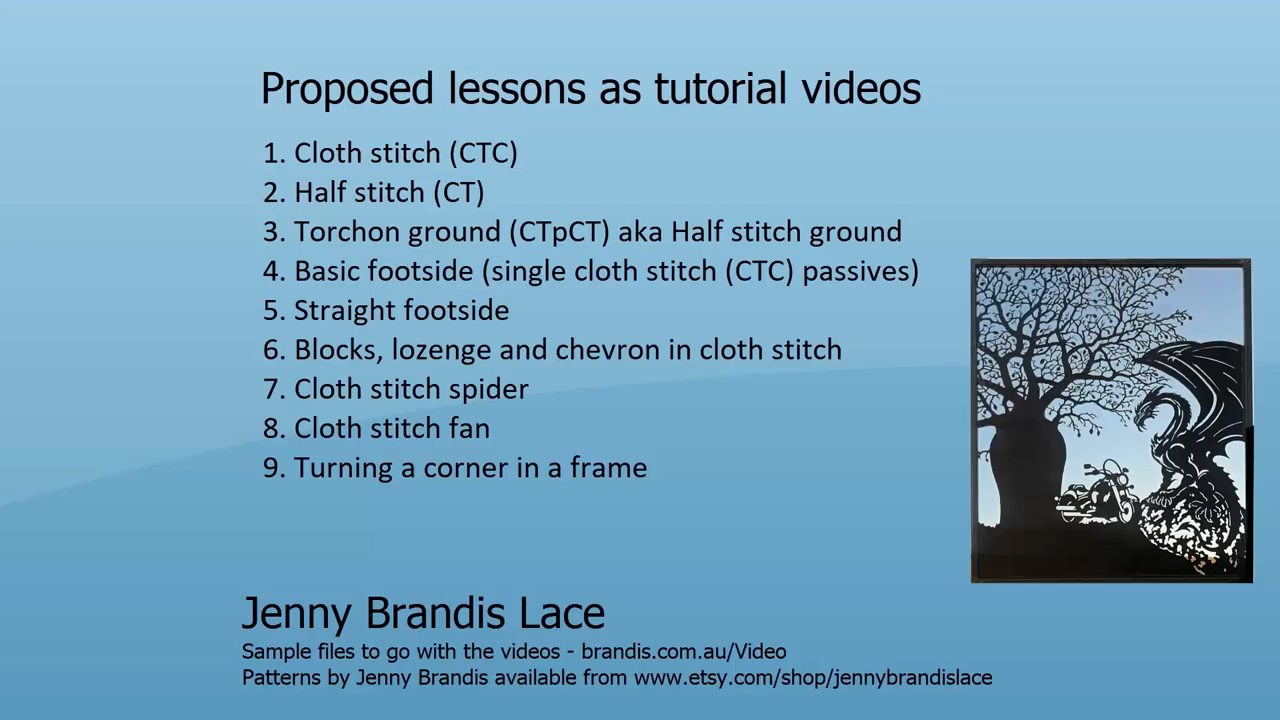 Proposed lessons as tutorial videos
1. Cloth stitch (CTC)
2. Half stitch (CT)
3. Torchon ground (CTpCT) aka Half stitch ground
4. Basic footside (single cloth stitch (CTC) passives)
5. Straight footside
6. Blocks, lozenge and chevron in cloth stitch
7. Cloth stitch spider
8. Cloth stitch fan
9. Turning a corner in a frame
Jenny Brandis Lace
Sample files to go with the videos - brandis.com.au/Video
Patterns by Jenny Brandis available from www.etsy.com/shop/jennybrandislace